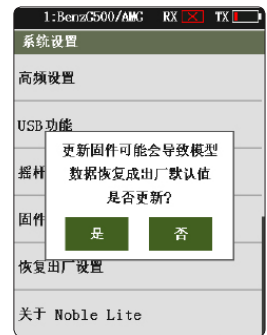 1:BenzG500/AMG RX TX
系统设置
高频设置
USB功能
更新固件可能会导致模型
数据恢复成出厂默认值
是否更新?
摇杆
固件
是 否
恢复出厂设置
关于 Noble Lite